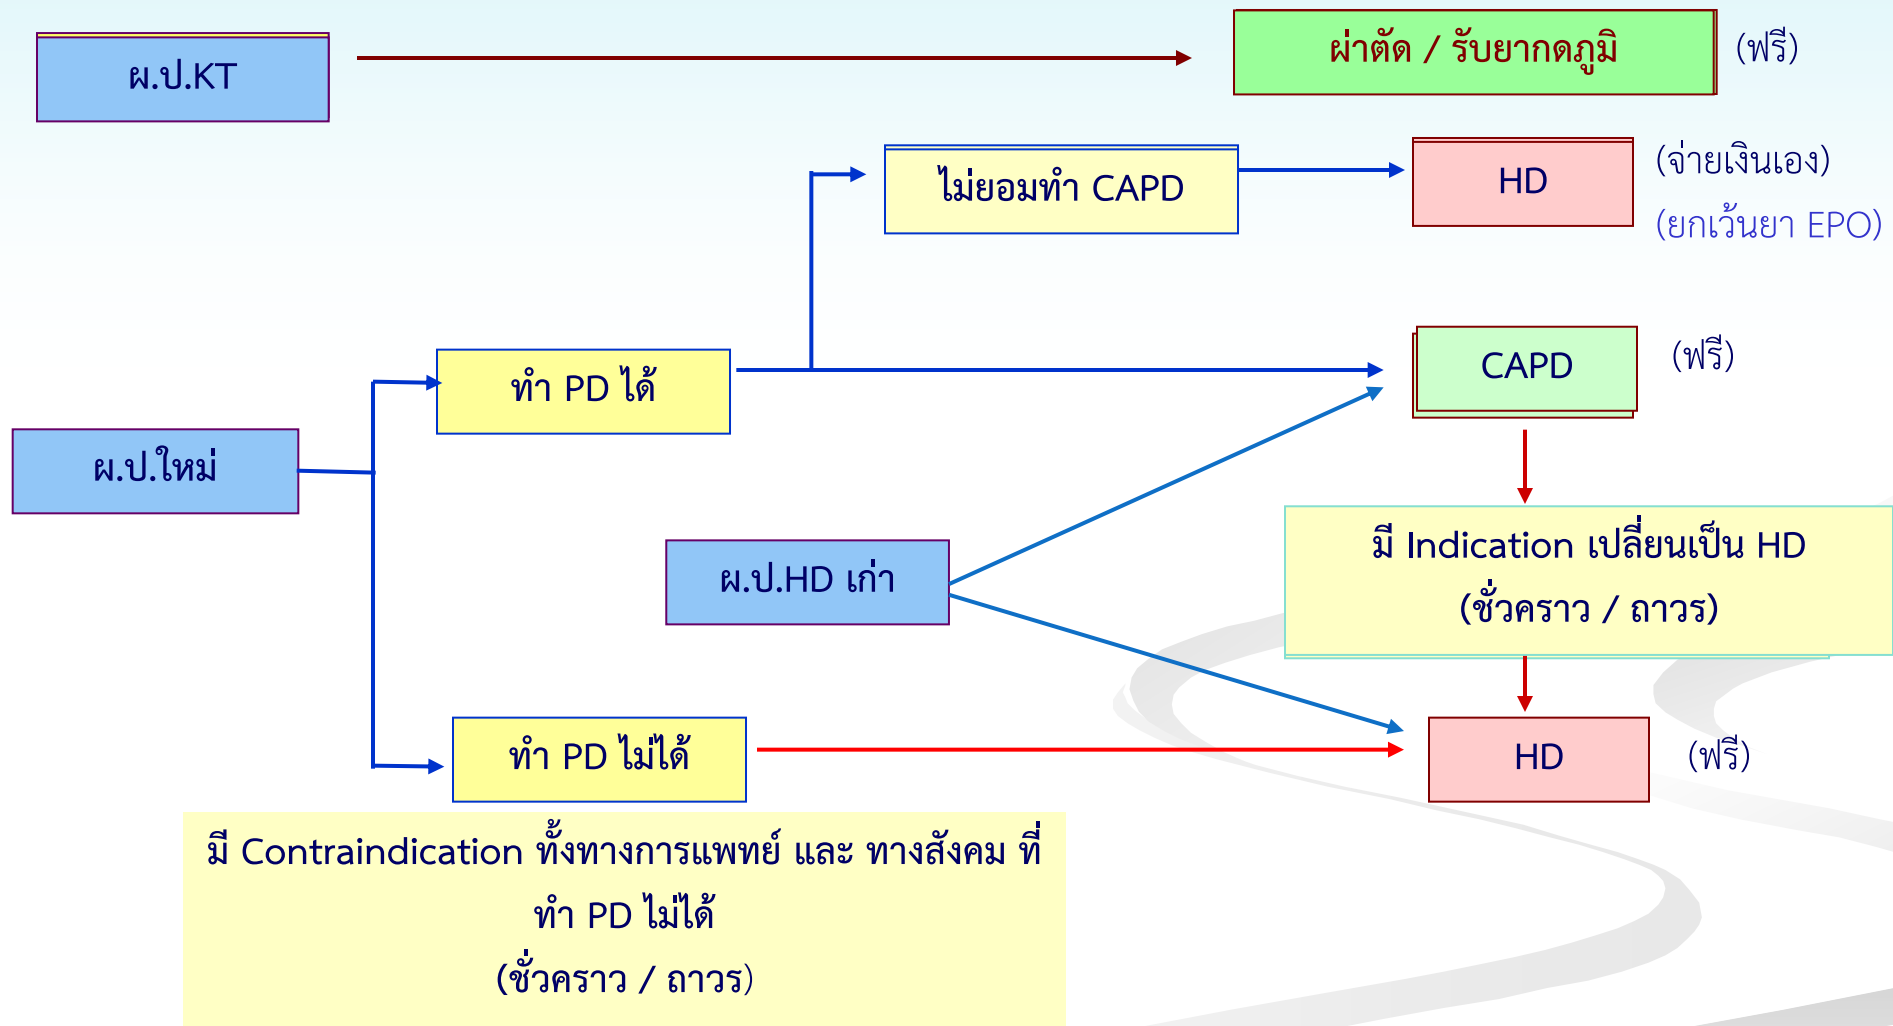 ผ.ป.KT
ผ่าตัด / รับยากดภูมิ
(ฟรี)
ไม่ยอมทำ CAPD
HD
(จ่ายเงินเอง)
(ยกเว้นยา EPO)
ทำ PD ได้
CAPD
(ฟรี)
ผ.ป.ใหม่
ผ.ป.HD เก่า
มี Indication เปลี่ยนเป็น HD
(ชั่วคราว / ถาวร)
ทำ PD ไม่ได้
HD
(ฟรี)
มี Contraindication ทั้งทางการแพทย์ และ ทางสังคม ที่
ทำ PD ไม่ได้
(ชั่วคราว / ถาวร)